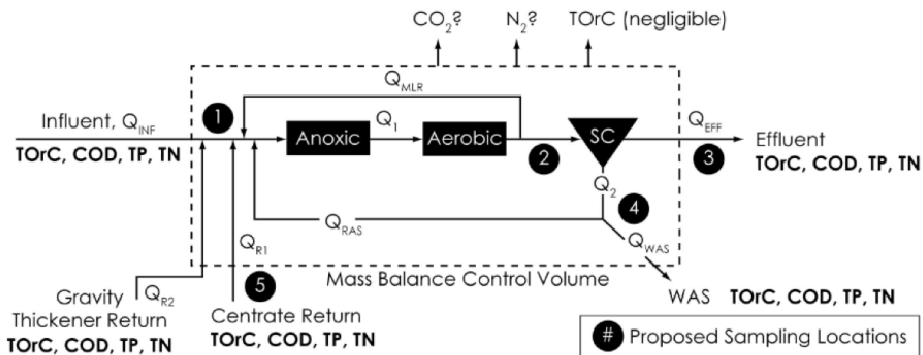 CO2? N2? TOrC (negligible)
QMLR
Influent, QINF
1
Q1
QEFF
Anoxic
Aerobic
SC
2
3
Effluent
TOrC, COD, TP, TN
TOrC, COD, TP, TN
Q2
4
QRAS
QWAS
QR1
Mass Balance Control Volume
QR2
5
Gravity
Thickener Return
TOrC, COD, TP, TN
Centrate Return
TOrC, COD, TP, TN
WAS TOrC, COD, TP, TN
# Proposed Sampling Locations